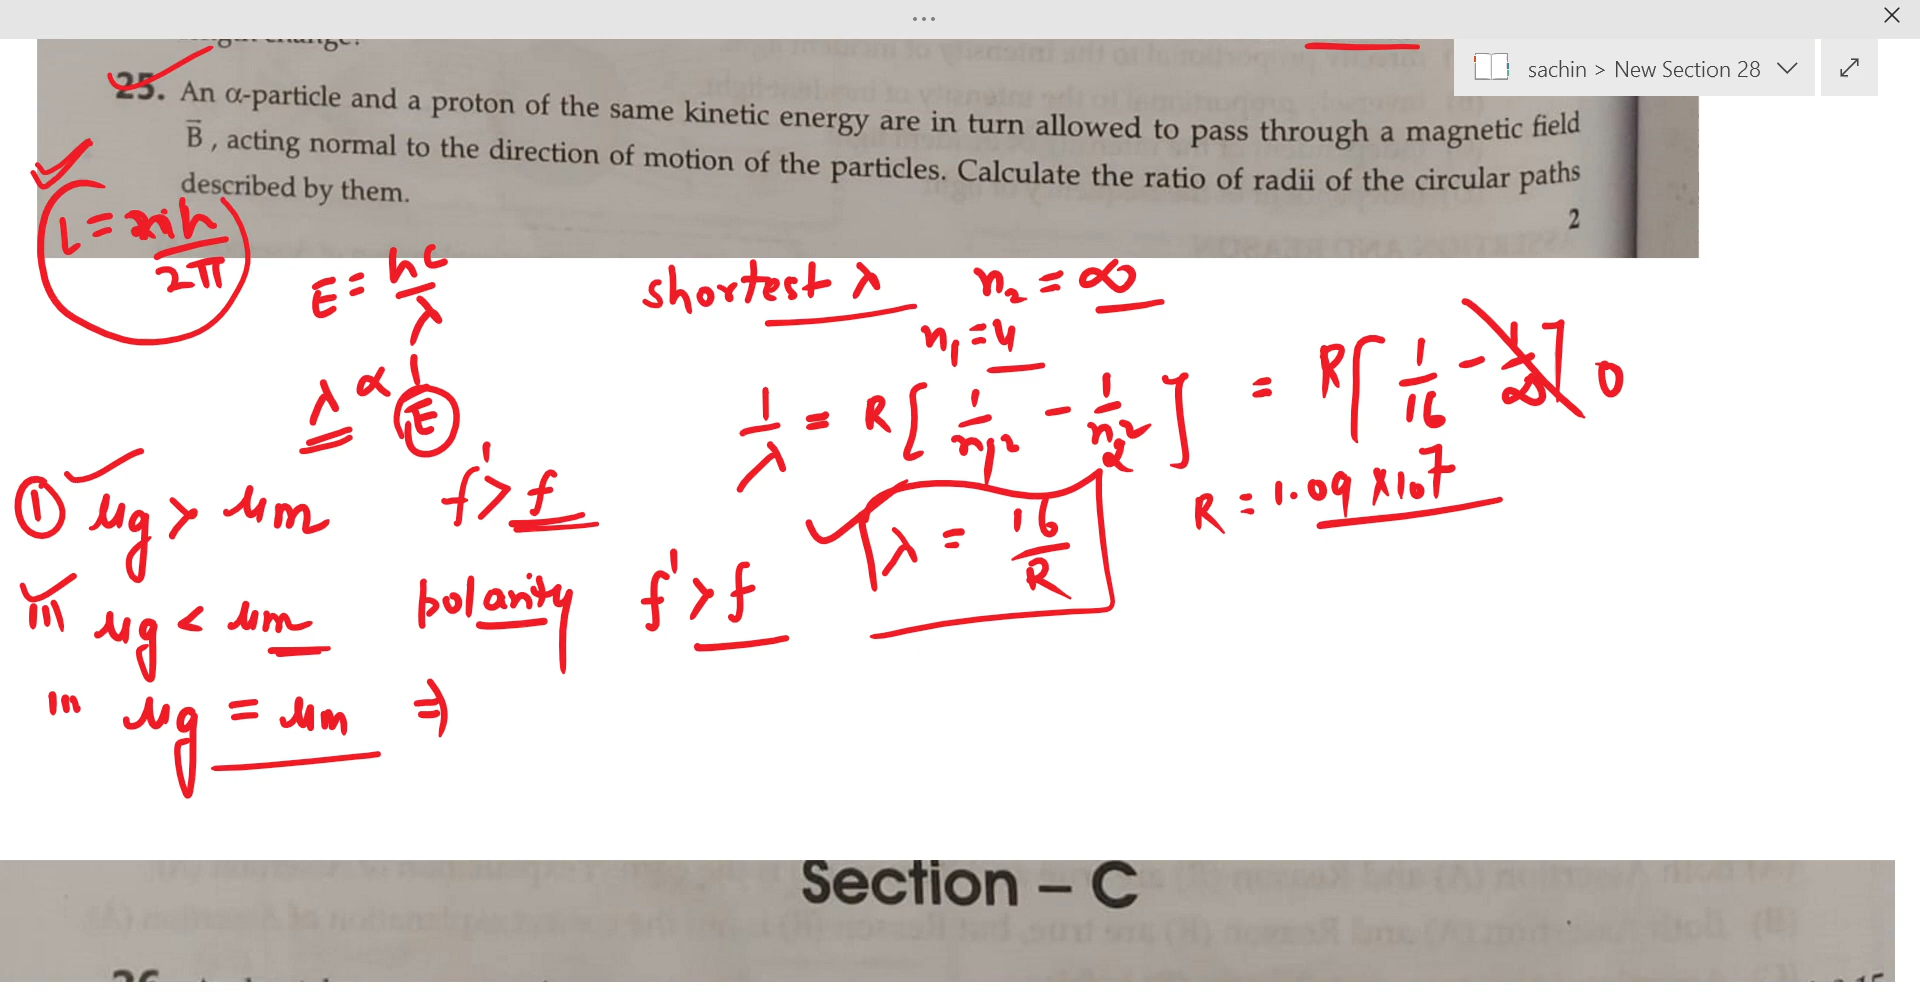 sachin > New Section 28
25. An α-particle and a proton of the same kinetic energy are in turn allowed to pass through a magnetic field
B⃗ , acting normal to the direction of motion of the particles. Calculate the ratio of radii of the circular paths
described by them.
2
L = nh/2π
E = hc/λ
λ ∝ 1/E
shortest λ
n₂ = ∞
n₁ = 4
1/λ = R[1/n₁² - 1/n₂²] = R[1/16 - 1/∞] 0
R = 1.09 × 10⁷
λ = 16/R
① μg > μm
f' > f
μg < μm
polarity f' > f
μg = μm ⇒
Section – C